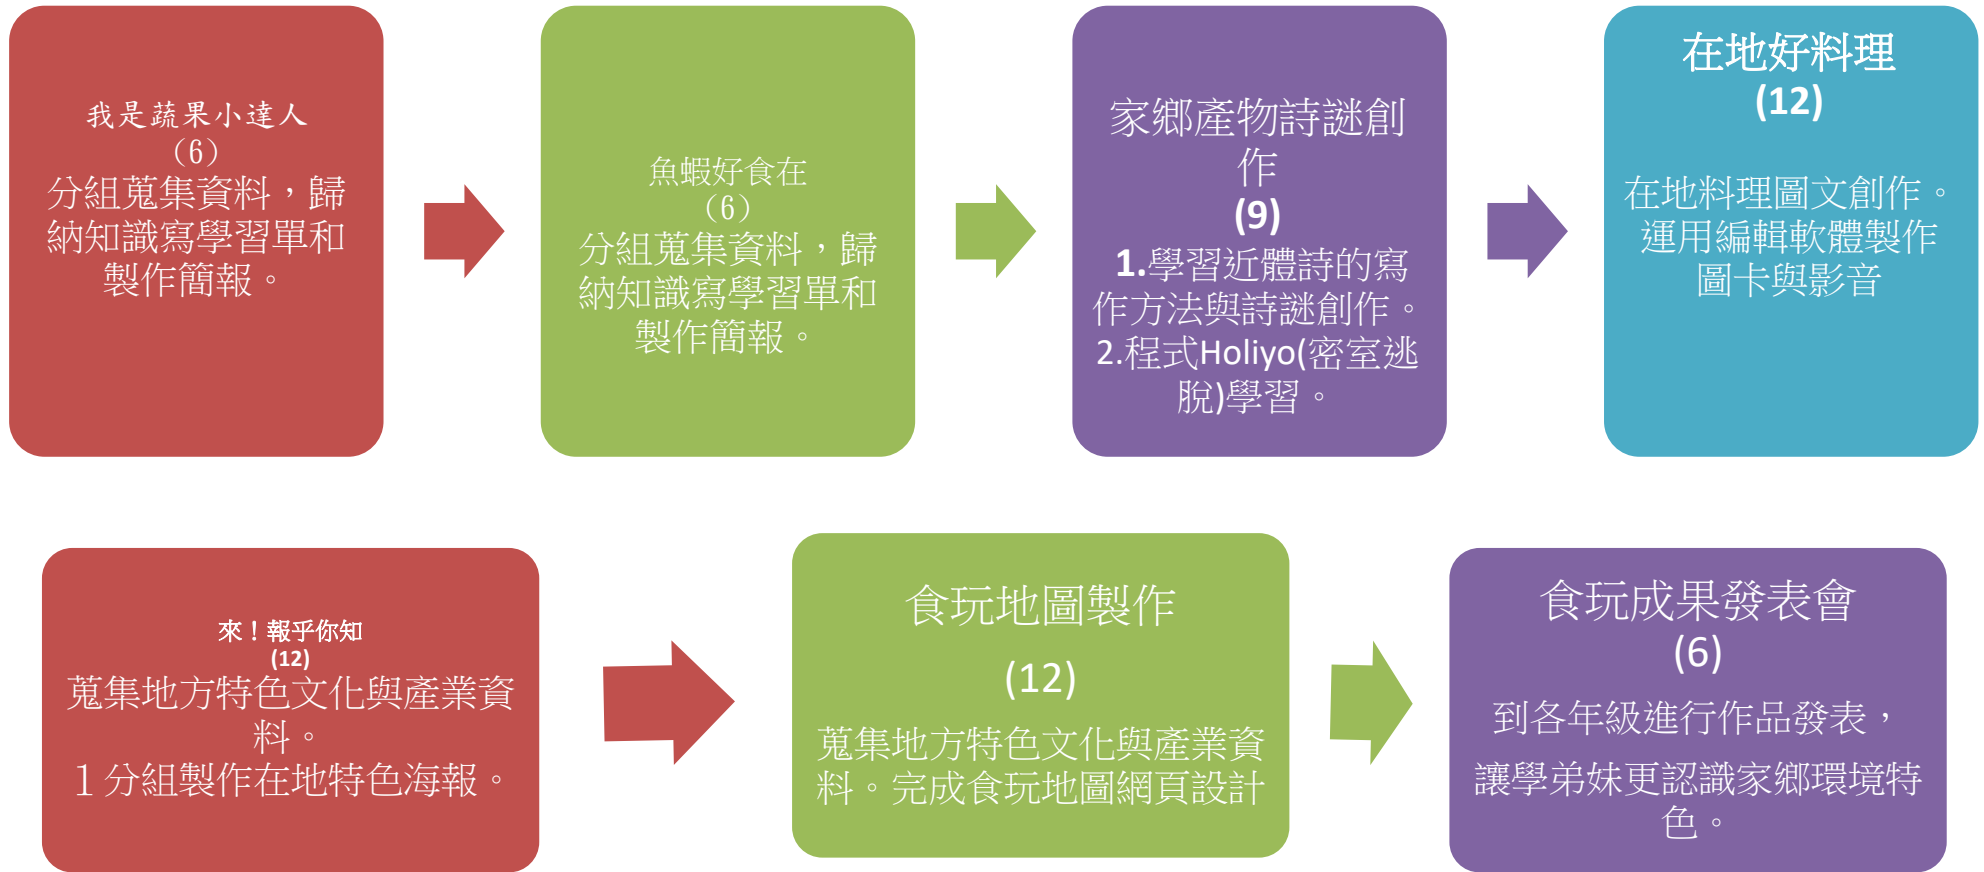 我是蔬果小達人
（6）
分組蒐集資料，歸
納知識寫學習單和
製作簡報。
魚蝦好食在
（6）
分組蒐集資料，歸
納知識寫學習單和
製作簡報。
家鄉產物詩謎創
作
(9)
1.學習近體詩的寫
作方法與詩謎創作。
2.程式Holiyo(密室逃
脫)學習。
在地好料理
(12)
在地料理圖文創作。
運用編輯軟體製作
圖卡與影音
來！報乎你知
(12)
蒐集地方特色文化與產業資
料。
１分組製作在地特色海報。
食玩地圖製作
(12)
蒐集地方特色文化與產業資
料。完成食玩地圖網頁設計
食玩成果發表會
(6)
到各年級進行作品發表，
讓學弟妹更認識家鄉環境特
色。